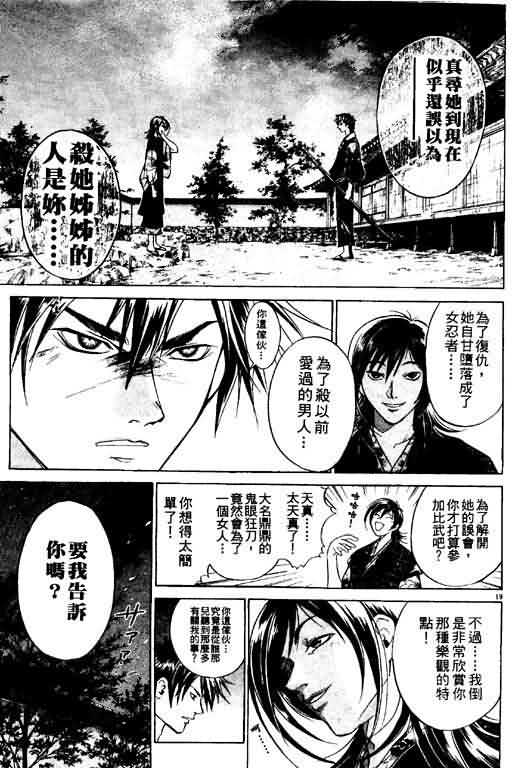 真尋她到現在
似乎還誤以為
——
殺她姊姊的
人是妳……
為了復仇，
她自甘墮落成了
女忍者……
為了殺以前
愛過的男人…
你這傢伙…
為了解開
她的誤會，
你才打算參
加比武吧？
天真！
太天真了！
大名鼎鼎的
鬼眼狂刀，
竟然會為了
一個女人…
你想得太簡
單了！
19
不過……我倒
是非常欣賞你
那種樂觀的特
點！
你這傢伙
究竟是從誰那
兒聽到那麼多
有關我的事？
要我告訴
你嗎？
サァァ